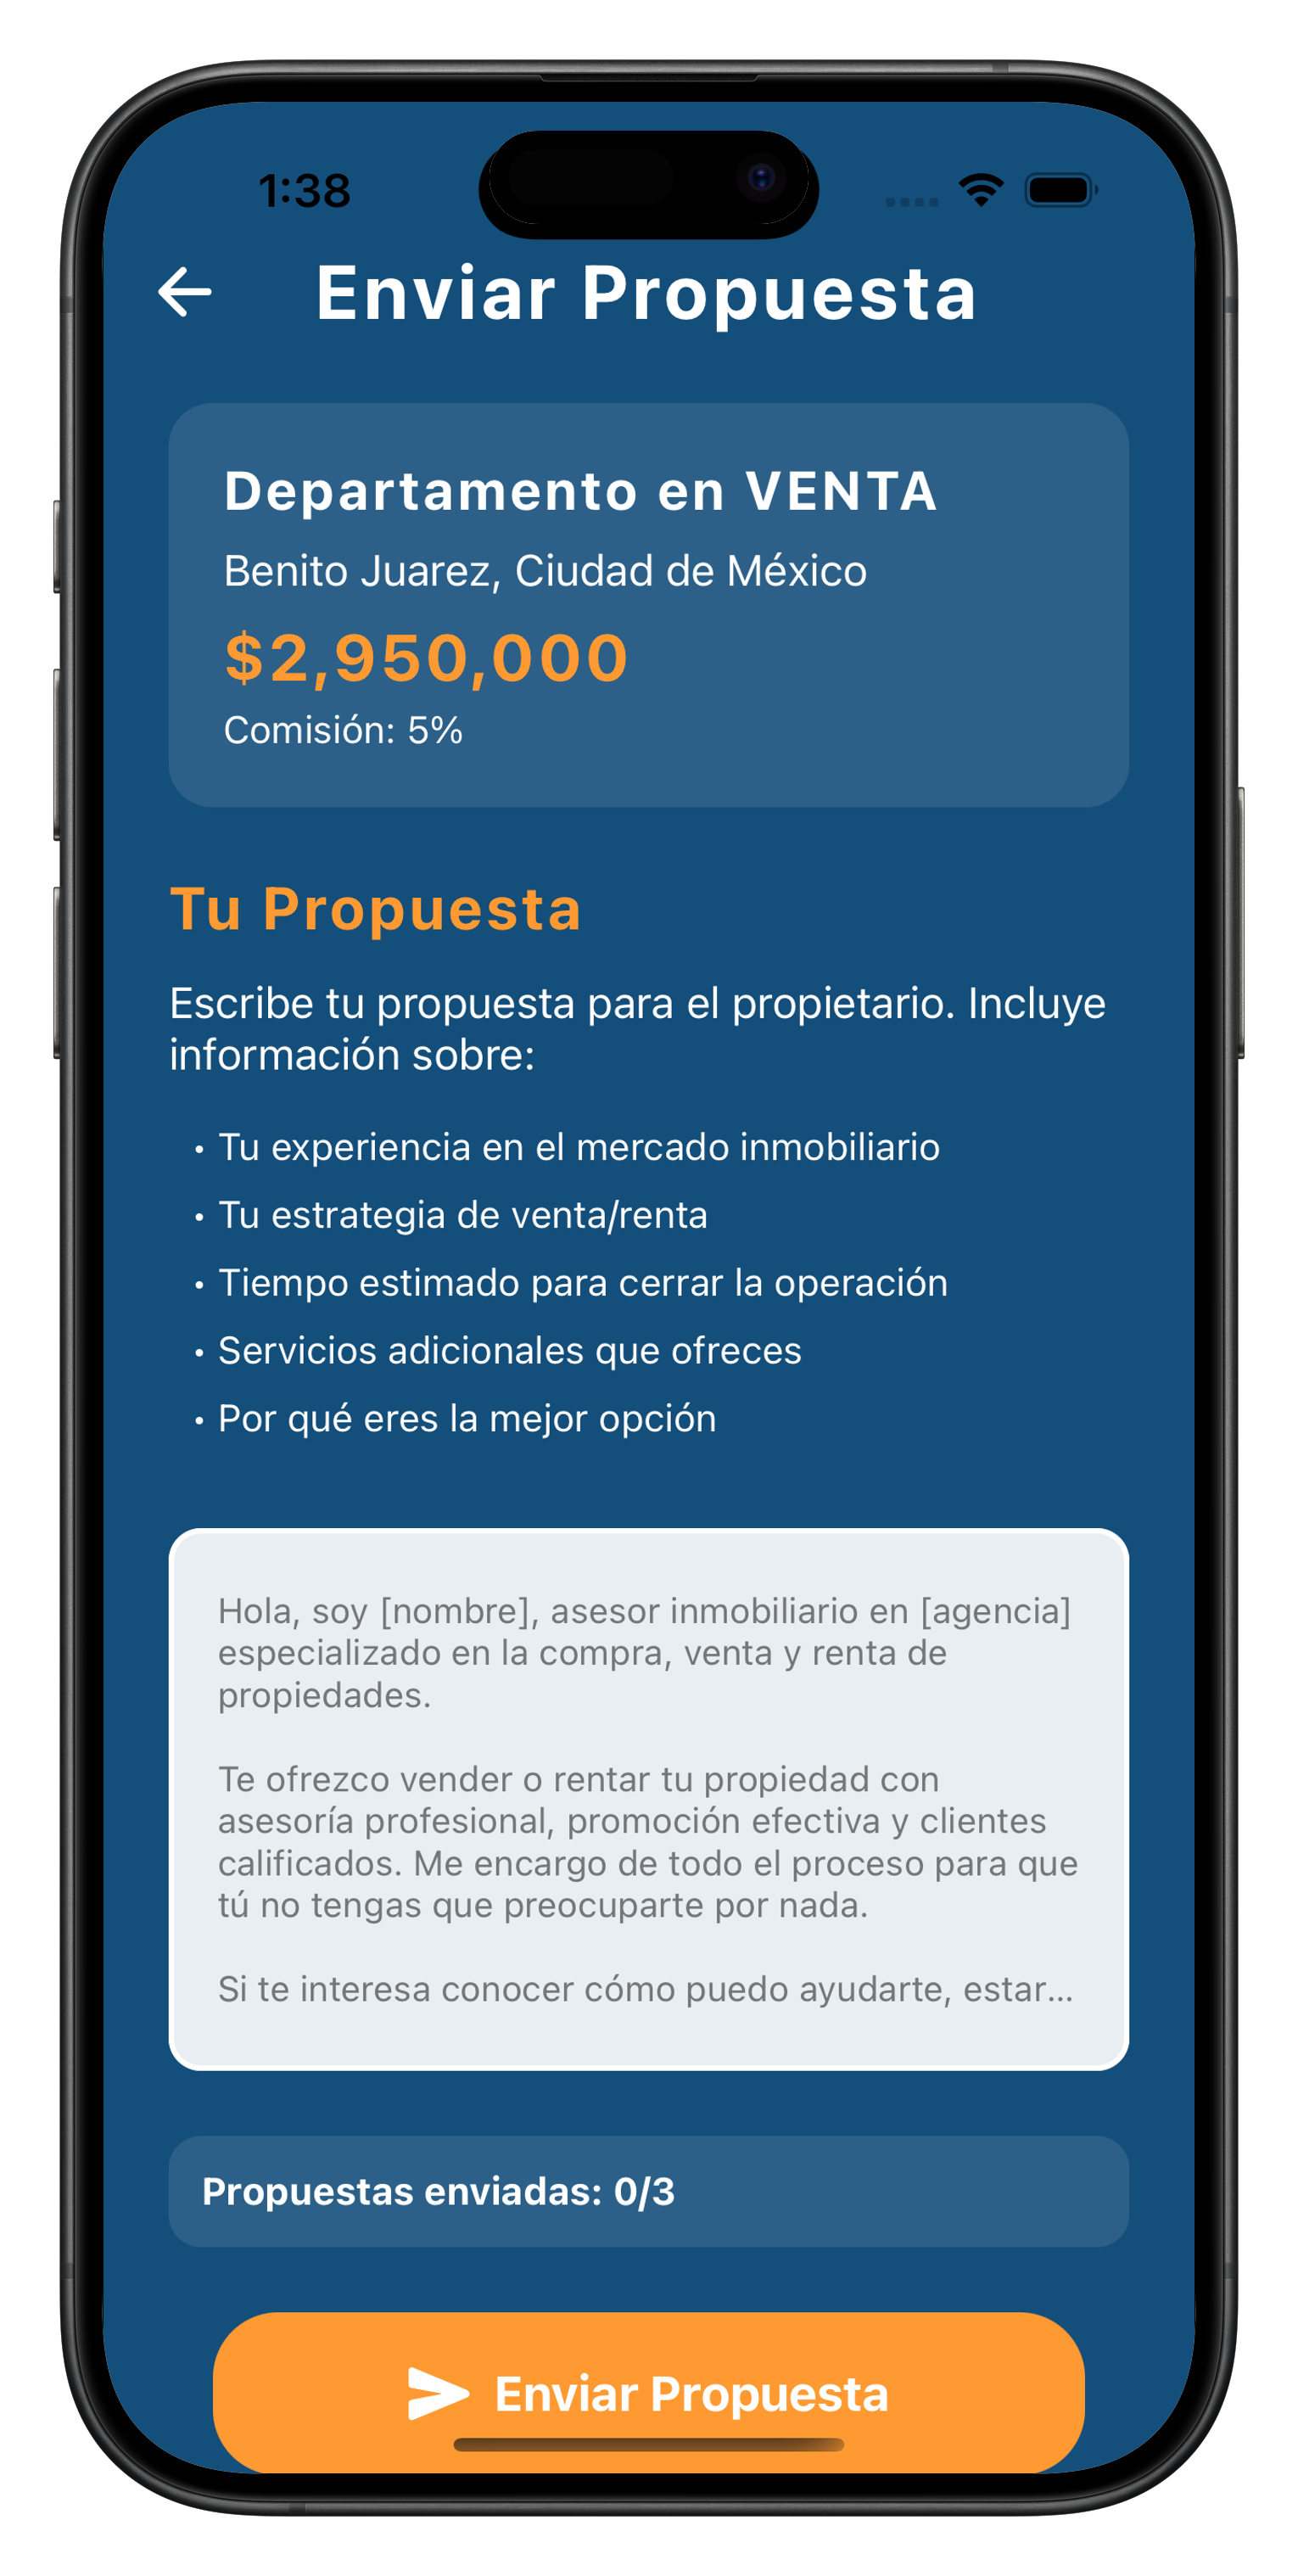 1:38
Enviar Propuesta
Departamento en VENTA
Benito Juarez, Ciudad de México
$2,950,000
Comisión: 5%
Tu Propuesta
Escribe tu propuesta para el propietario. Incluye
información sobre:
• Tu experiencia en el mercado inmobiliario
• Tu estrategia de venta/renta
• Tiempo estimado para cerrar la operación
• Servicios adicionales que ofreces
• Por qué eres la mejor opción
Hola, soy [nombre], asesor inmobiliario en [agencia]
especializado en la compra, venta y renta de
propiedades.
Te ofrezco vender o rentar tu propiedad con
asesoría profesional, promoción efectiva y clientes
calificados. Me encargo de todo el proceso para que
tú no tengas que preocuparte por nada.
Si te interesa conocer cómo puedo ayudarte, estar...
Propuestas enviadas: 0/3
Enviar Propuesta